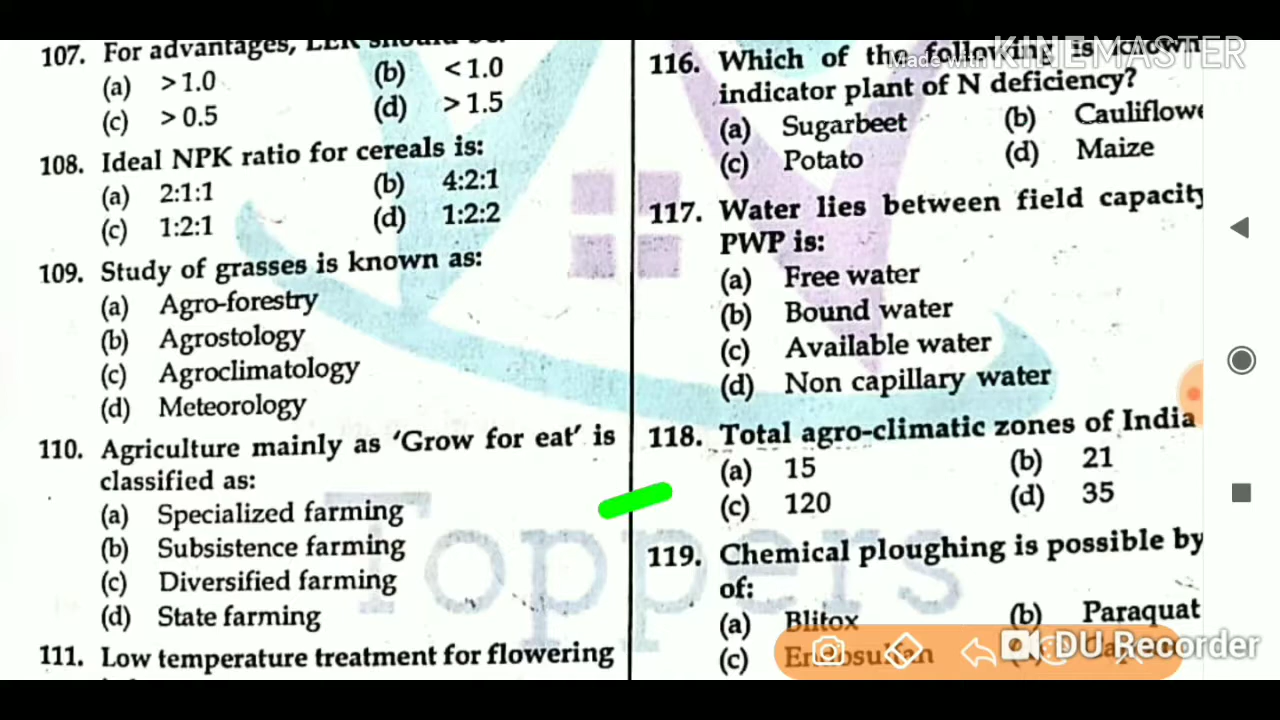 107. For advantages, LER should be:
(a) > 1.0 (b) < 1.0
(c) > 0.5 (d) > 1.5
108. Ideal NPK ratio for cereals is:
(a) 2:1:1 (b) 4:2:1
(c) 1:2:1 (d) 1:2:2
109. Study of grasses is known as:
(a) Agro-forestry
(b) Agrostology
(c) Agroclimatology
(d) Meteorology
110. Agriculture mainly as 'Grow for eat' is
classified as:
(a) Specialized farming
(b) Subsistence farming
(c) Diversified farming
(d) State farming
111. Low temperature treatment for flowering
116. Which of the following is known
indicator plant of N deficiency?
(a) Sugarbeet (b) Cauliflowe
(c) Potato (d) Maize
117. Water lies between field capacity
PWP is:
(a) Free water
(b) Bound water
(c) Available water
(d) Non capillary water
118. Total agro-climatic zones of India
(a) 15 (b) 21
(c) 120 (d) 35
119. Chemical ploughing is possible by
of:
(a) Blitox (b) Paraquat
(c) Endosulfan
Toppers
Made with KINEMASTER
DU Recorder